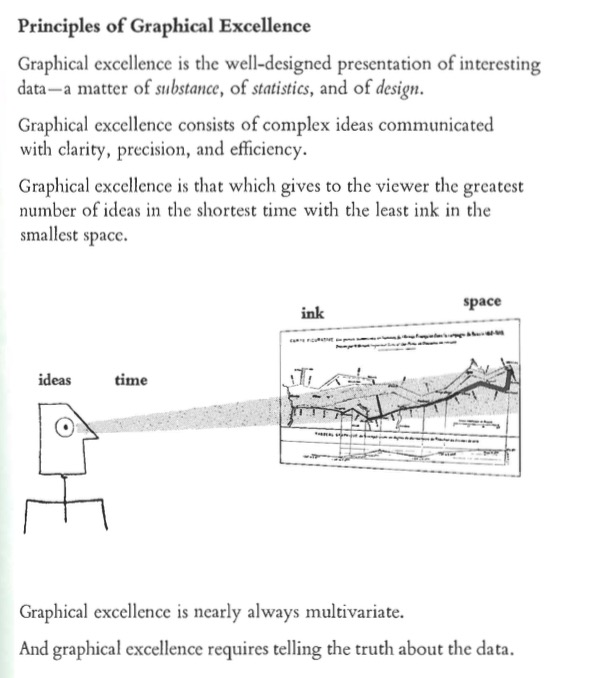 Principles of Graphical Excellence
Graphical excellence is the well-designed presentation of interesting
data—a matter of substance, of statistics, and of design.
Graphical excellence consists of complex ideas communicated
with clarity, precision, and efficiency.
Graphical excellence is that which gives to the viewer the greatest
number of ideas in the shortest time with the least ink in the
smallest space.
space
ink
ideas time
Graphical excellence is nearly always multivariate.
And graphical excellence requires telling the truth about the data.